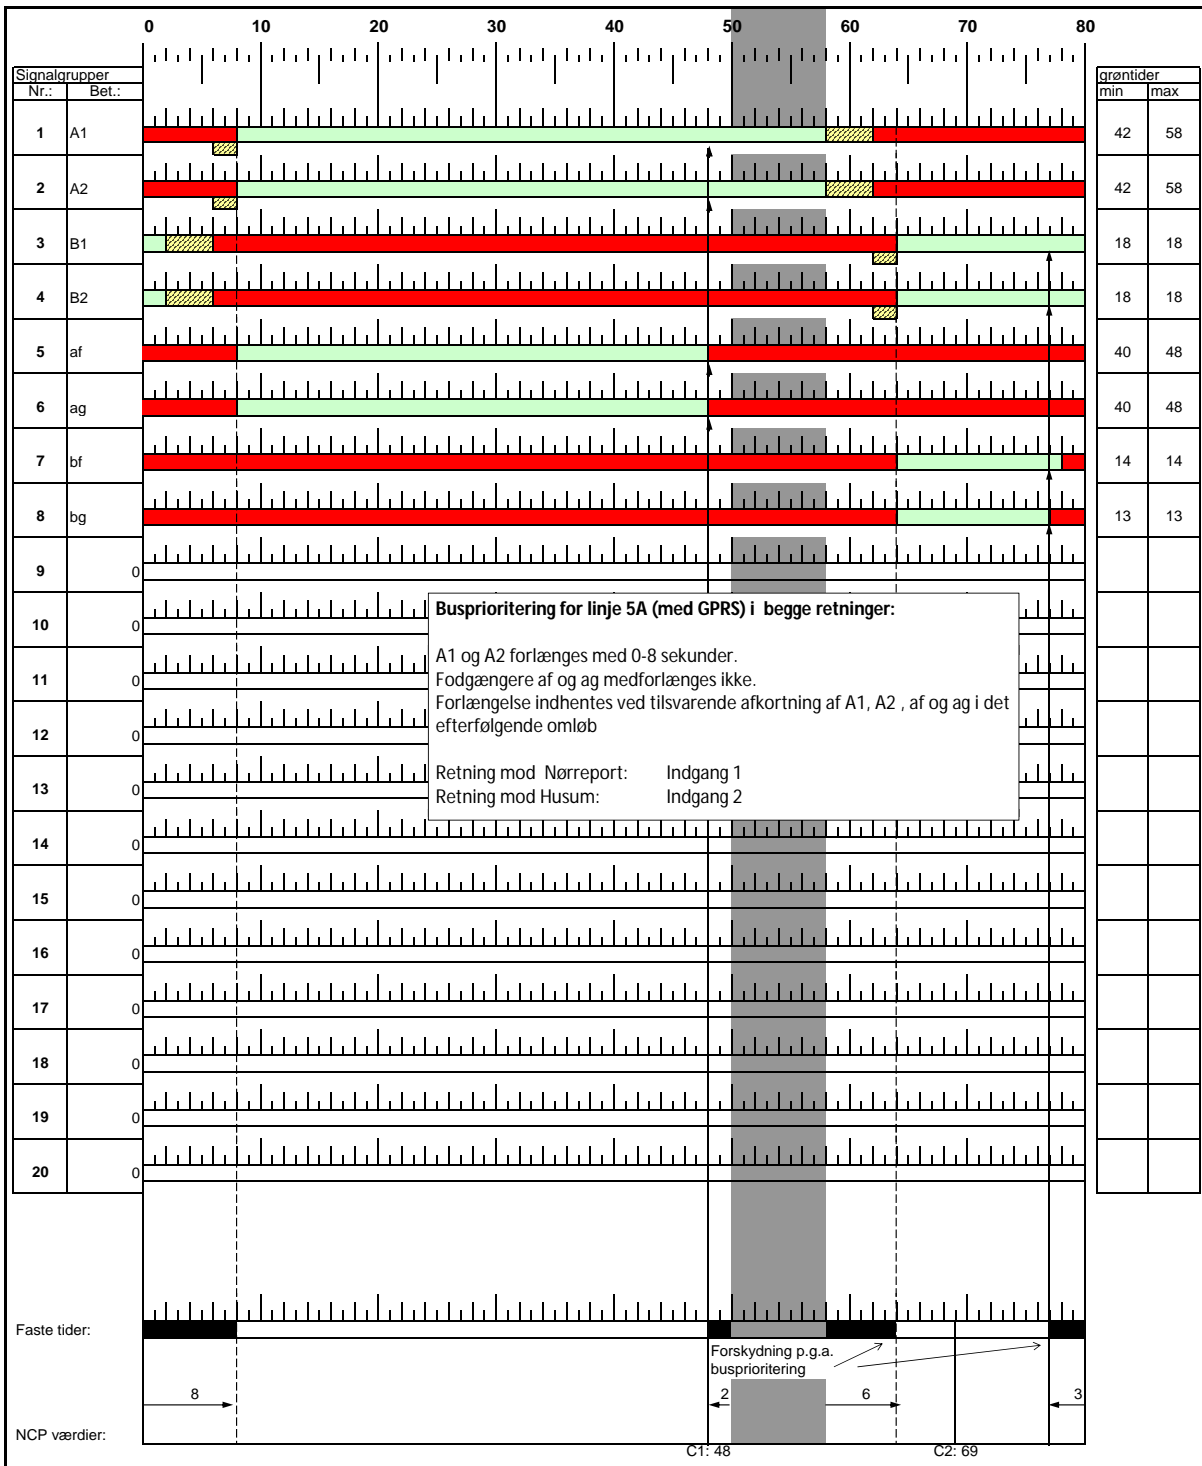 0 10 20 30 40 50 60 70 80
Signalgrupper
Nr.: Bet.:
grøntider
min max
1 A1 42 58
2 A2 42 58
3 B1 18 18
4 B2 18 18
5 af 40 48
6 ag 40 48
7 bf 14 14
8 bg 13 13
9 0
10 0
11 0
12 0
13 0
14 0
15 0
16 0
17 0
18 0
19 0
20 0
Busprioritering for linje 5A (med GPRS) i begge retninger:
A1 og A2 forlænges med 0-8 sekunder.
Fodgængere af og ag medforlænges ikke.
Forlængelse indhentes ved tilsvarende afkortning af A1, A2 , af og ag i det
efterfølgende omløb
Retning mod Nørreport: Indgang 1
Retning mod Husum: Indgang 2
Faste tider:
Forskydning p.g.a.
busprioritering
8 2 6 3
NCP værdier:
C1: 48 C2: 69